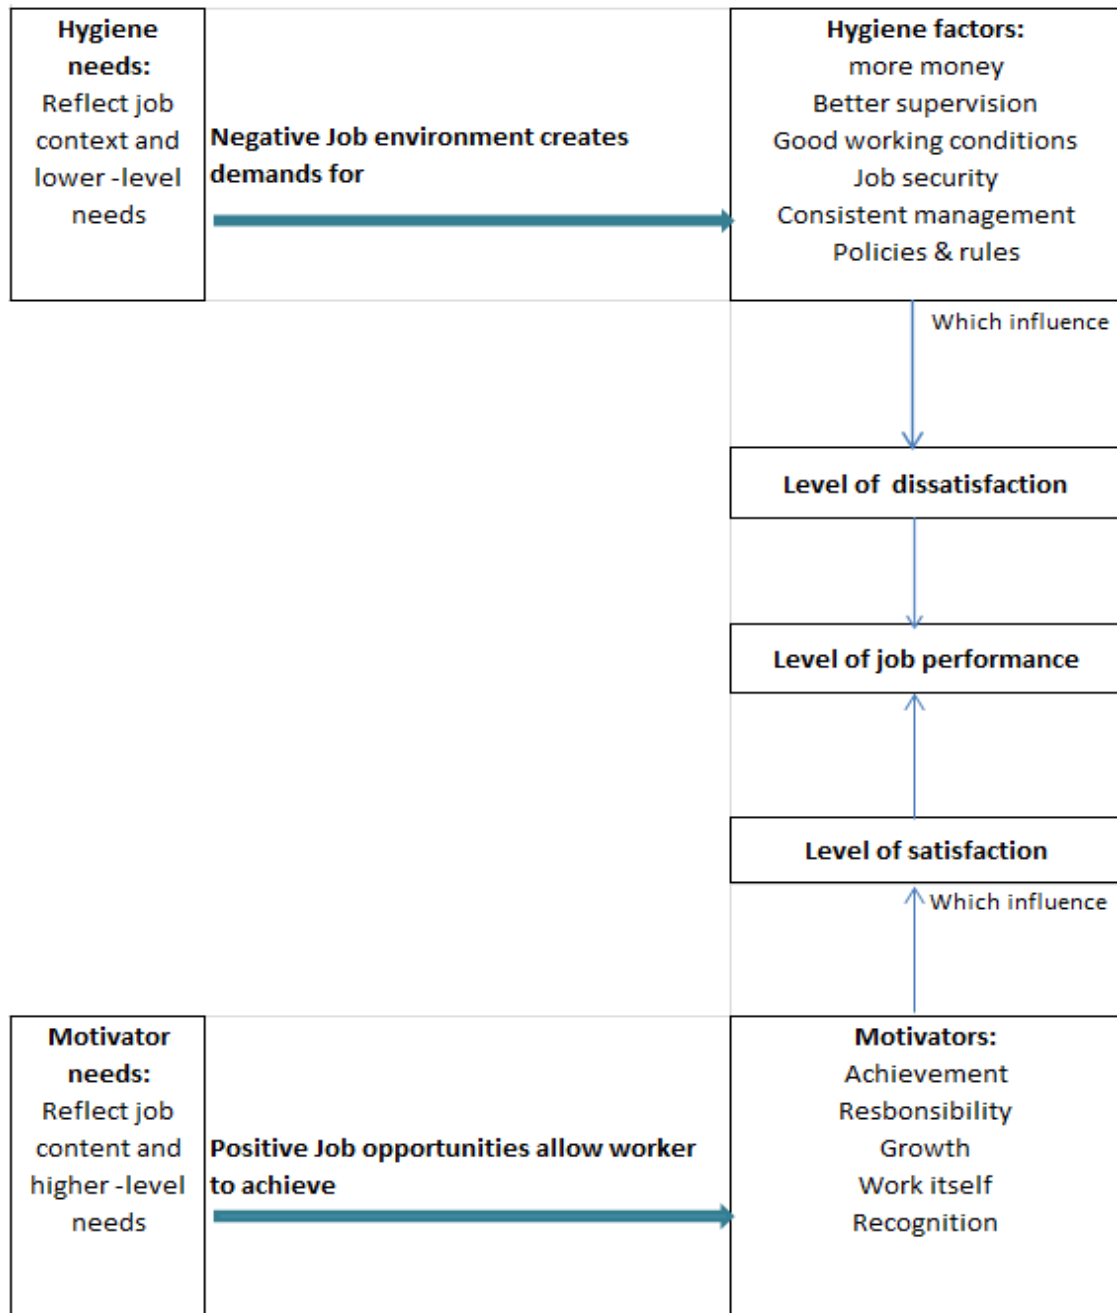 Hygiene
needs:
Reflect job
context and
lower -level
needs
Negative Job environment creates
demands for
Hygiene factors:
more money
Better supervision
Good working conditions
Job security
Consistent management
Policies & rules
Which influence
Level of  dissatisfaction
Level of job performance
Level of satisfaction
Which influence
Motivator
needs:
Reflect job
content and
higher -level
needs
Positive Job opportunities allow worker
to achieve
Motivators:
Achievement
Resbonsibility
Growth
Work itself
Recognition